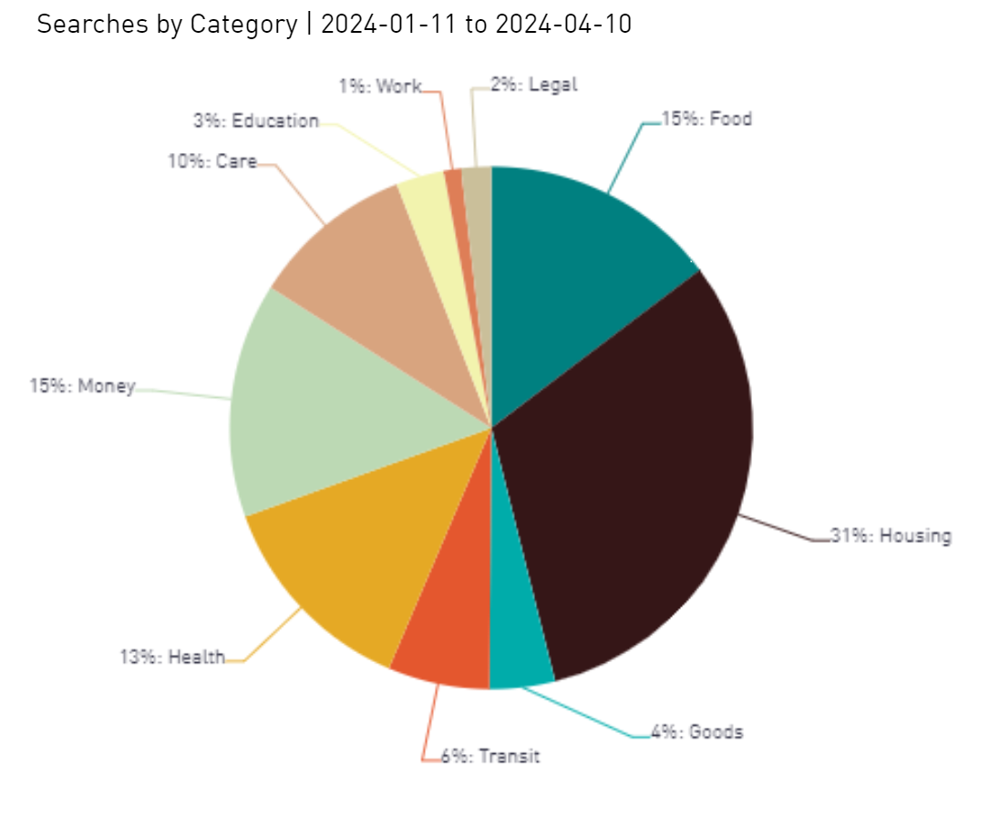 Searches by Category | 2024-01-11 to 2024-04-10
1%: Work
2%: Legal
3%: Education
15%: Food
10%: Care
15%: Money
31%: Housing
13%: Health
4%: Goods
6%: Transit